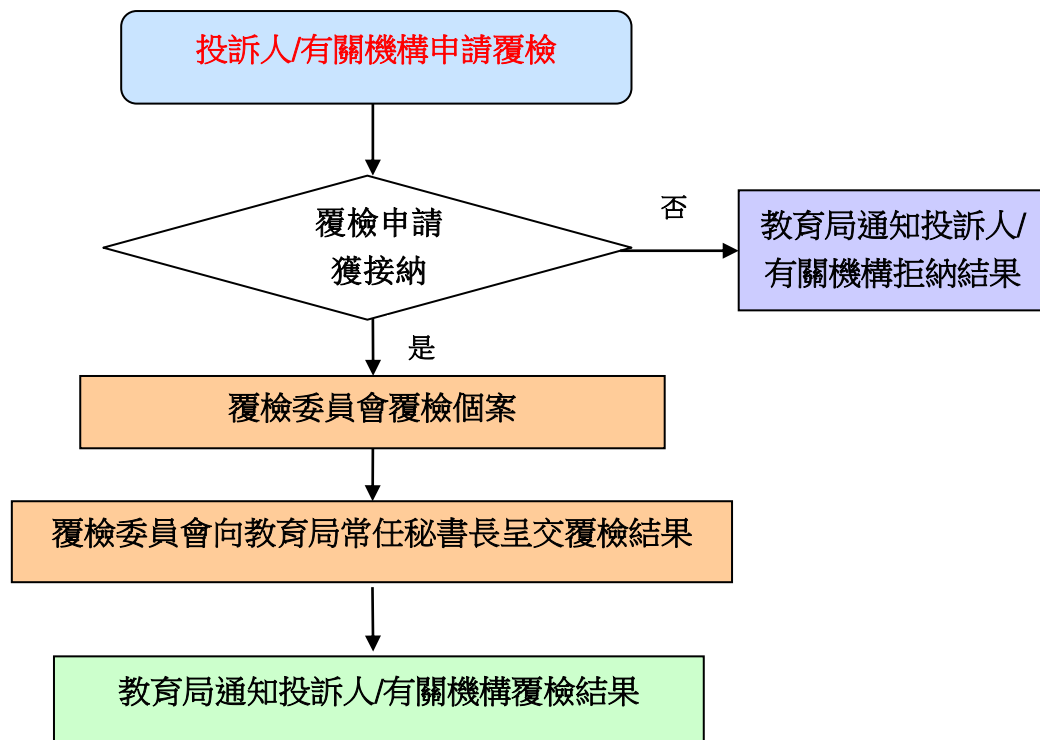 投訴人/有關機構申請覆檢
覆檢申請
獲接納
否
教育局通知投訴人/
有關機構拒納結果
是
覆檢委員會覆檢個案
覆檢委員會向教育局常任秘書長呈交覆檢結果
教育局通知投訴人/有關機構覆檢結果